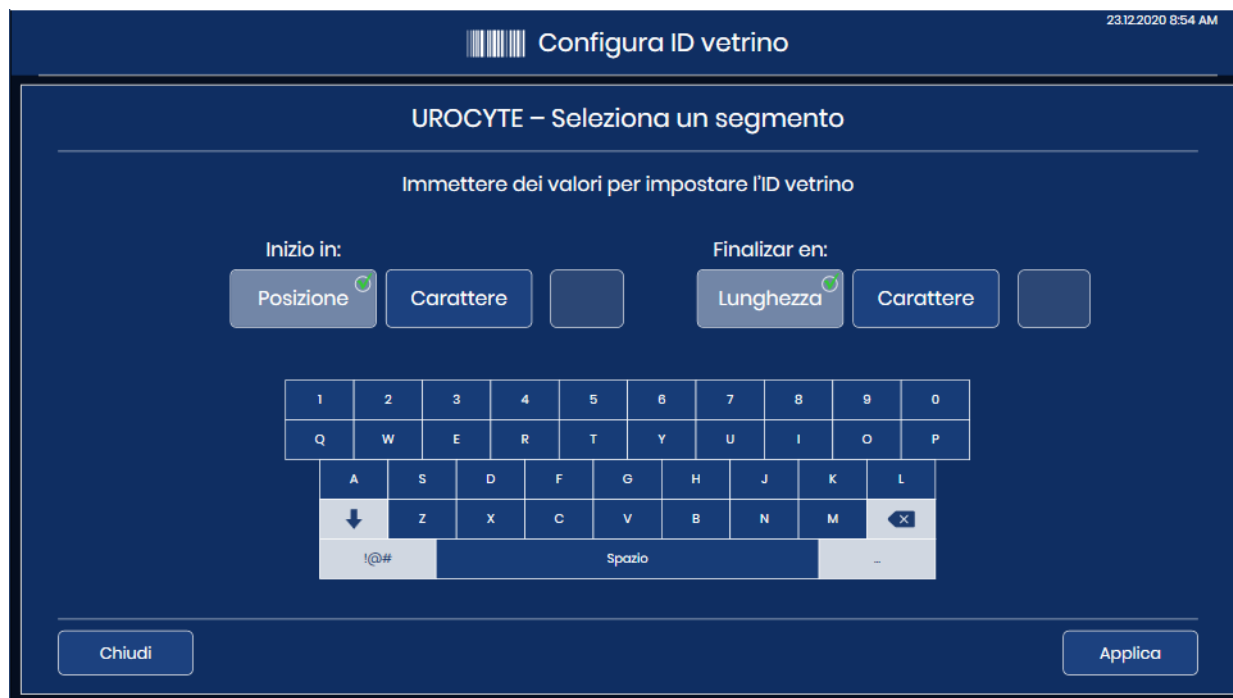 23.12.2020 8:54 AM
Configura ID vetrino
UROCYTE – Seleziona un segmento
Immettere dei valori per impostare l'ID vetrino
Inizio in: Finalizar en:
Posizione Carattere Lunghezza Carattere
1 2 3 4 5 6 7 8 9 0
Q W E R T Y U I O P
A S D F G H J K L
Z X C V B N M
!@# Spazio ...
Chiudi Applica